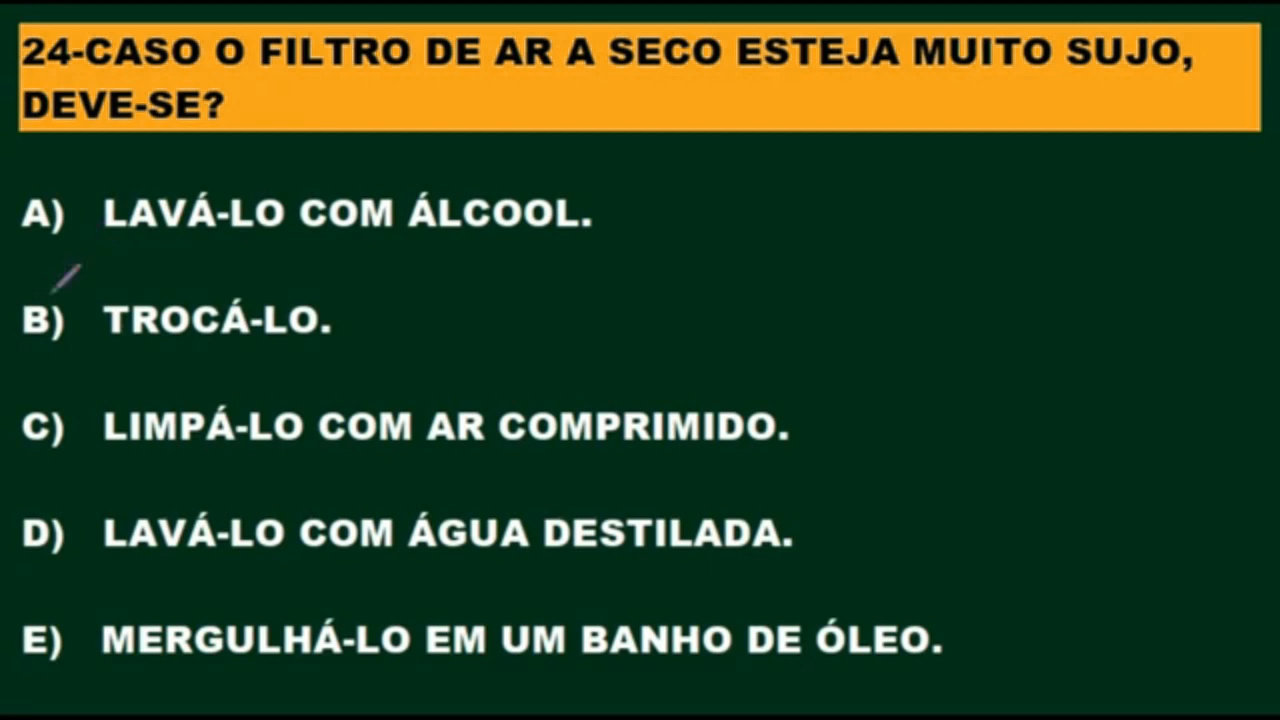 24-CASO O FILTRO DE AR A SECO ESTEJA MUITO SUJO,
DEVE-SE?
A) LAVÁ-LO COM ÁLCOOL.
B) TROCÁ-LO.
C) LIMPÁ-LO COM AR COMPRIMIDO.
D) LAVÁ-LO COM ÁGUA DESTILADA.
E) MERGULHÁ-LO EM UM BANHO DE ÓLEO.